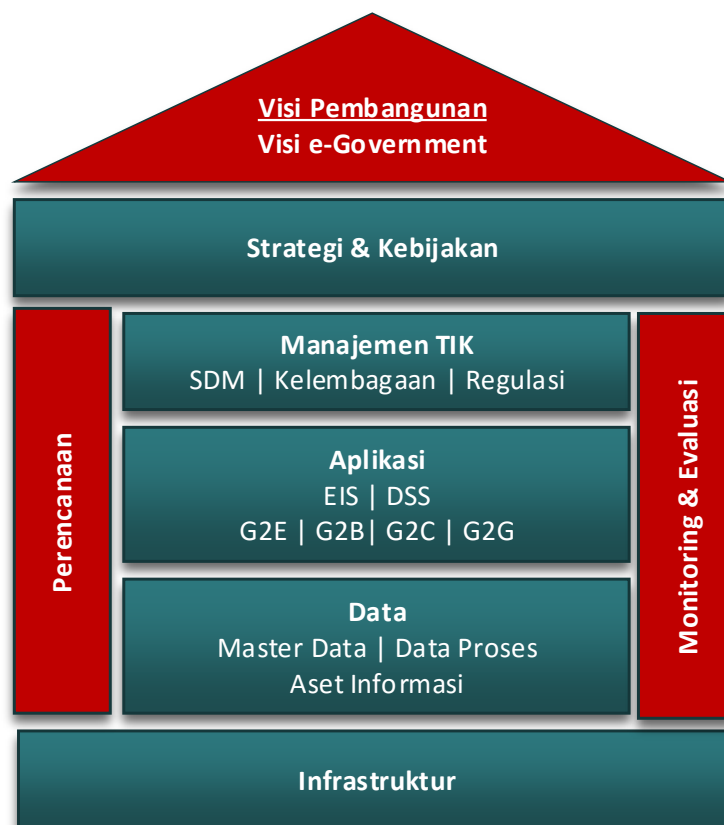 Visi Pembangunan
Visi e-Government
Strategi & Kebijakan
Perencanaan
Manajemen TIK
SDM | Kelembagaan | Regulasi
Aplikasi
EIS | DSS
G2E | G2B| G2C | G2G
Data
Master Data | Data Proses
Aset Informasi
Monitoring & Evaluasi
Infrastruktur